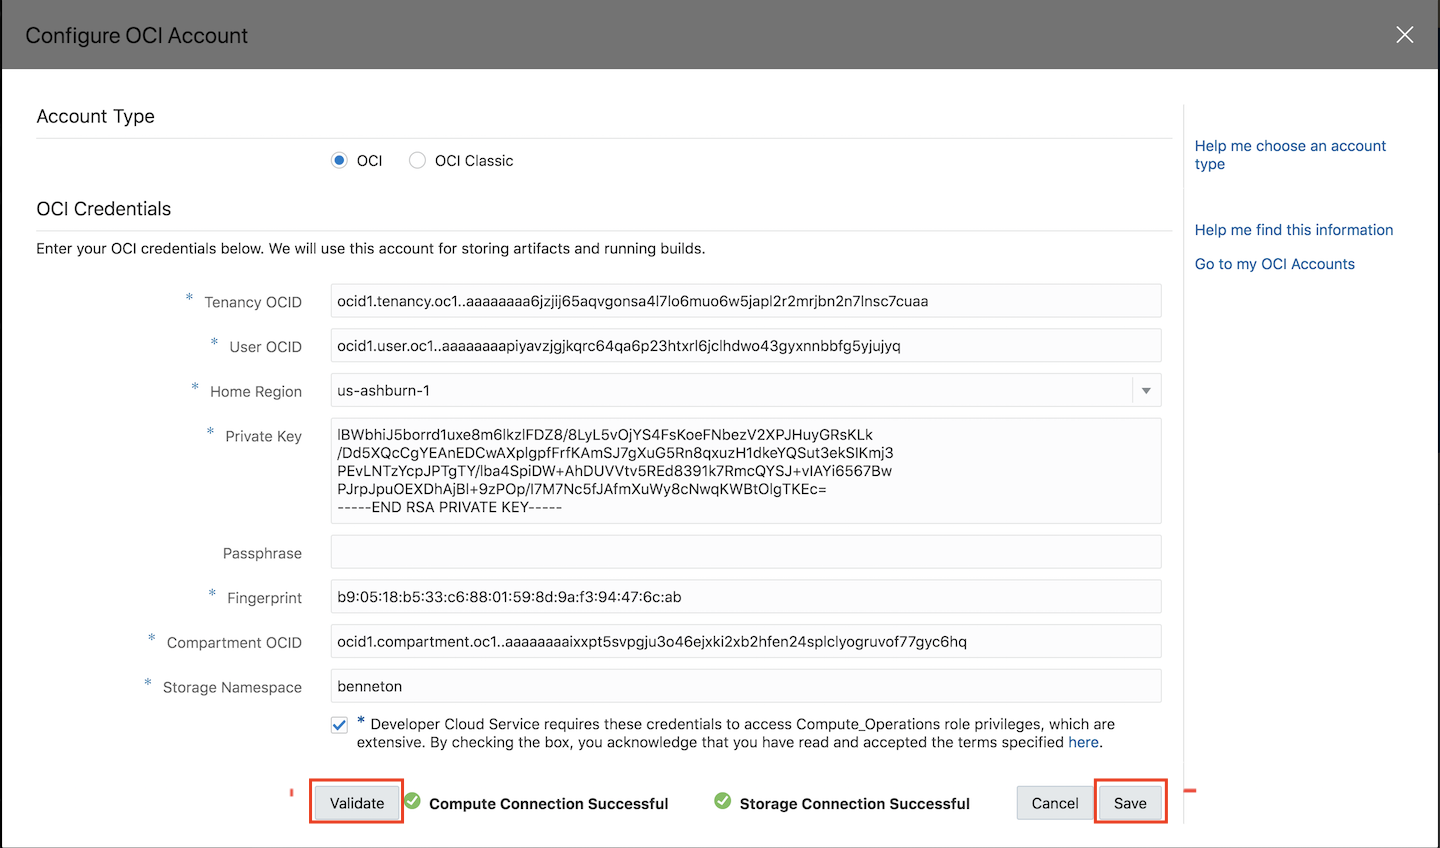 Configure OCI Account
Account Type
OCI
OCI Classic
Help me choose an account
type
OCI Credentials
Enter your OCI credentials below. We will use this account for storing artifacts and running builds.
Help me find this information
Go to my OCI Accounts
* Tenancy OCID
ocid1.tenancy.oc1..aaaaaaaa6jzjij65aqvgonsa4l7lo6muo6w5japl2r2mrjbn2n7lnsc7cuaa
* User OCID
ocid1.user.oc1..aaaaaaaapiyavzjgjkqrc64qa6p23htxrl6jclhdwo43gyxnnbbfg5yjujyq
* Home Region
us-ashburn-1
* Private Key
lBWbhiJ5borrd1uxe8m6lkzlFDZ8/8LyL5vOjYS4FsKoeFNbezV2XPJHuyGRsKLk
/Dd5XQcCgYEAnEDCwAXplgpfFrfKAmSJ7gXuG5Rn8qxuzH1dkeYQSut3ekSlKmj3
PEvLNTzYcpJPTgTY/lba4SpiDW+AhDUVVtv5REd8391k7RmcQYSJ+vIAYi6567Bw
PJrpJpuOEXDhAjBl+9zPOp/l7M7Nc5fJAfmXuWy8cNwqKWBtOlgTKEc=
-----END RSA PRIVATE KEY-----
Passphrase
* Fingerprint
b9:05:18:b5:33:c6:88:01:59:8d:9a:f3:94:47:6c:ab
* Compartment OCID
ocid1.compartment.oc1..aaaaaaaaixxpt5svpgju3o46ejxki2xb2hfen24splclyogruvof77gyc6hq
* Storage Namespace
benneton
* Developer Cloud Service requires these credentials to access Compute_Operations role privileges, which are
extensive. By checking the box, you acknowledge that you have read and accepted the terms specified here.
Validate
Compute Connection Successful
Storage Connection Successful
Cancel
Save